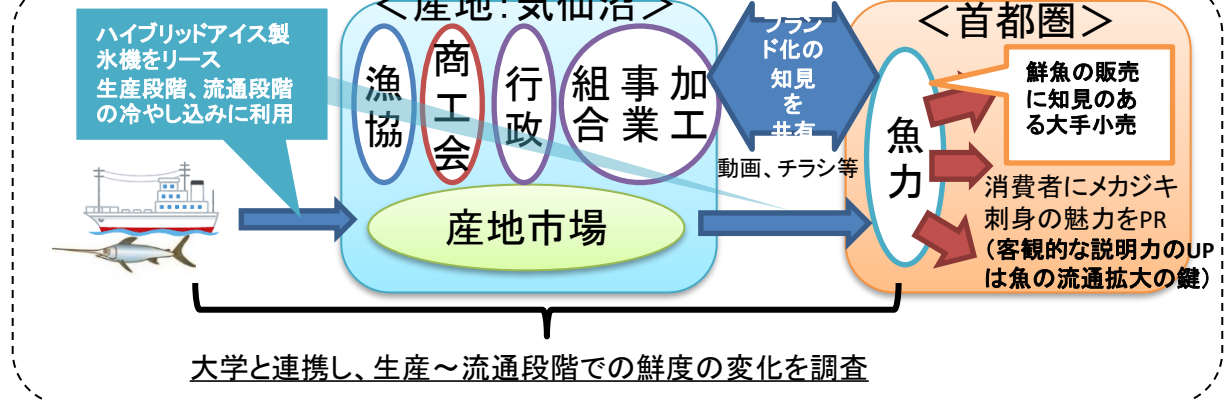 ＜産地：気仙沼＞
＜首都圏＞
ハイブリッドアイス製
氷機をリース
生産段階、流通段階
の冷やし込みに利用
漁協
商工会
行政
加工
事業
組合
ブラン
ド化の
知見
を
共有
動画、チラシ等
産地市場
魚力
鮮魚の販売
に知見のあ
る大手小売
消費者にメカジキ
刺身の魅力をPR
（客観的な説明力のUP
は魚の流通拡大の鍵）
大学と連携し、生産～流通段階での鮮度の変化を調査